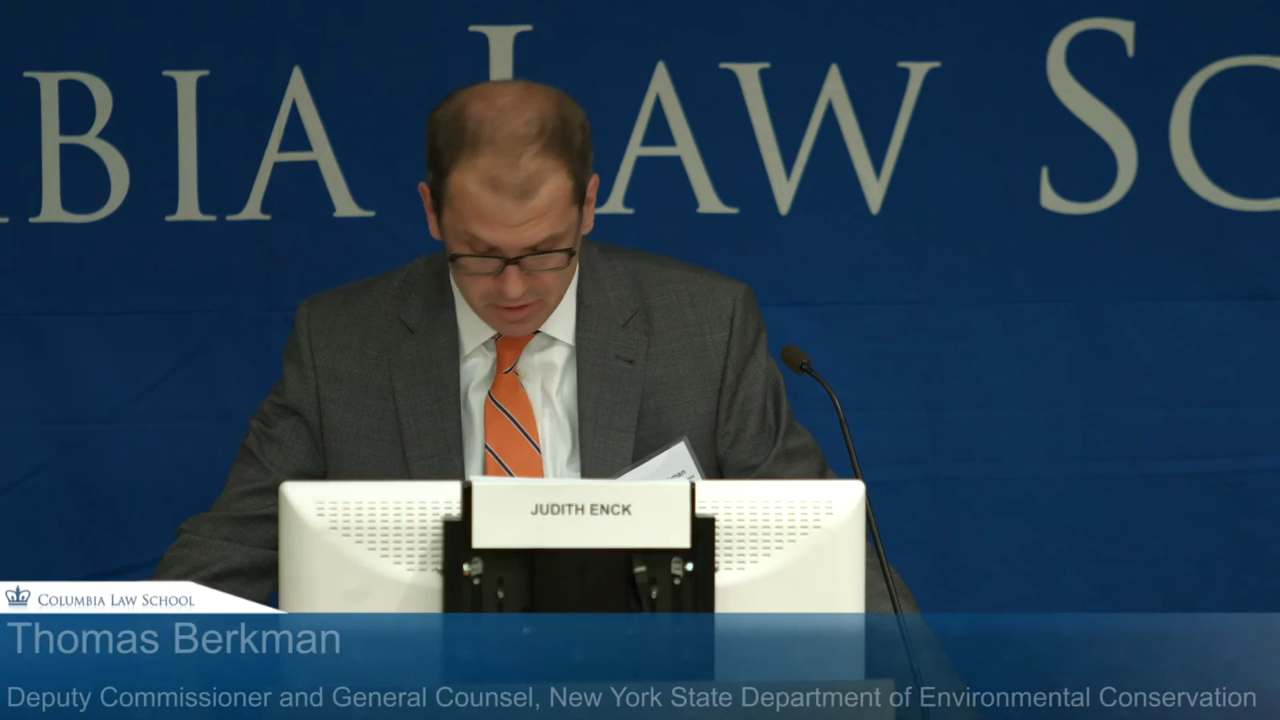 BIA LAW SC
man
JUDITH ENCK
COLUMBIA LAW SCHOOL
Thomas Berkman
Deputy Commissioner and General Counsel, New York State Department of Environmental Conservation